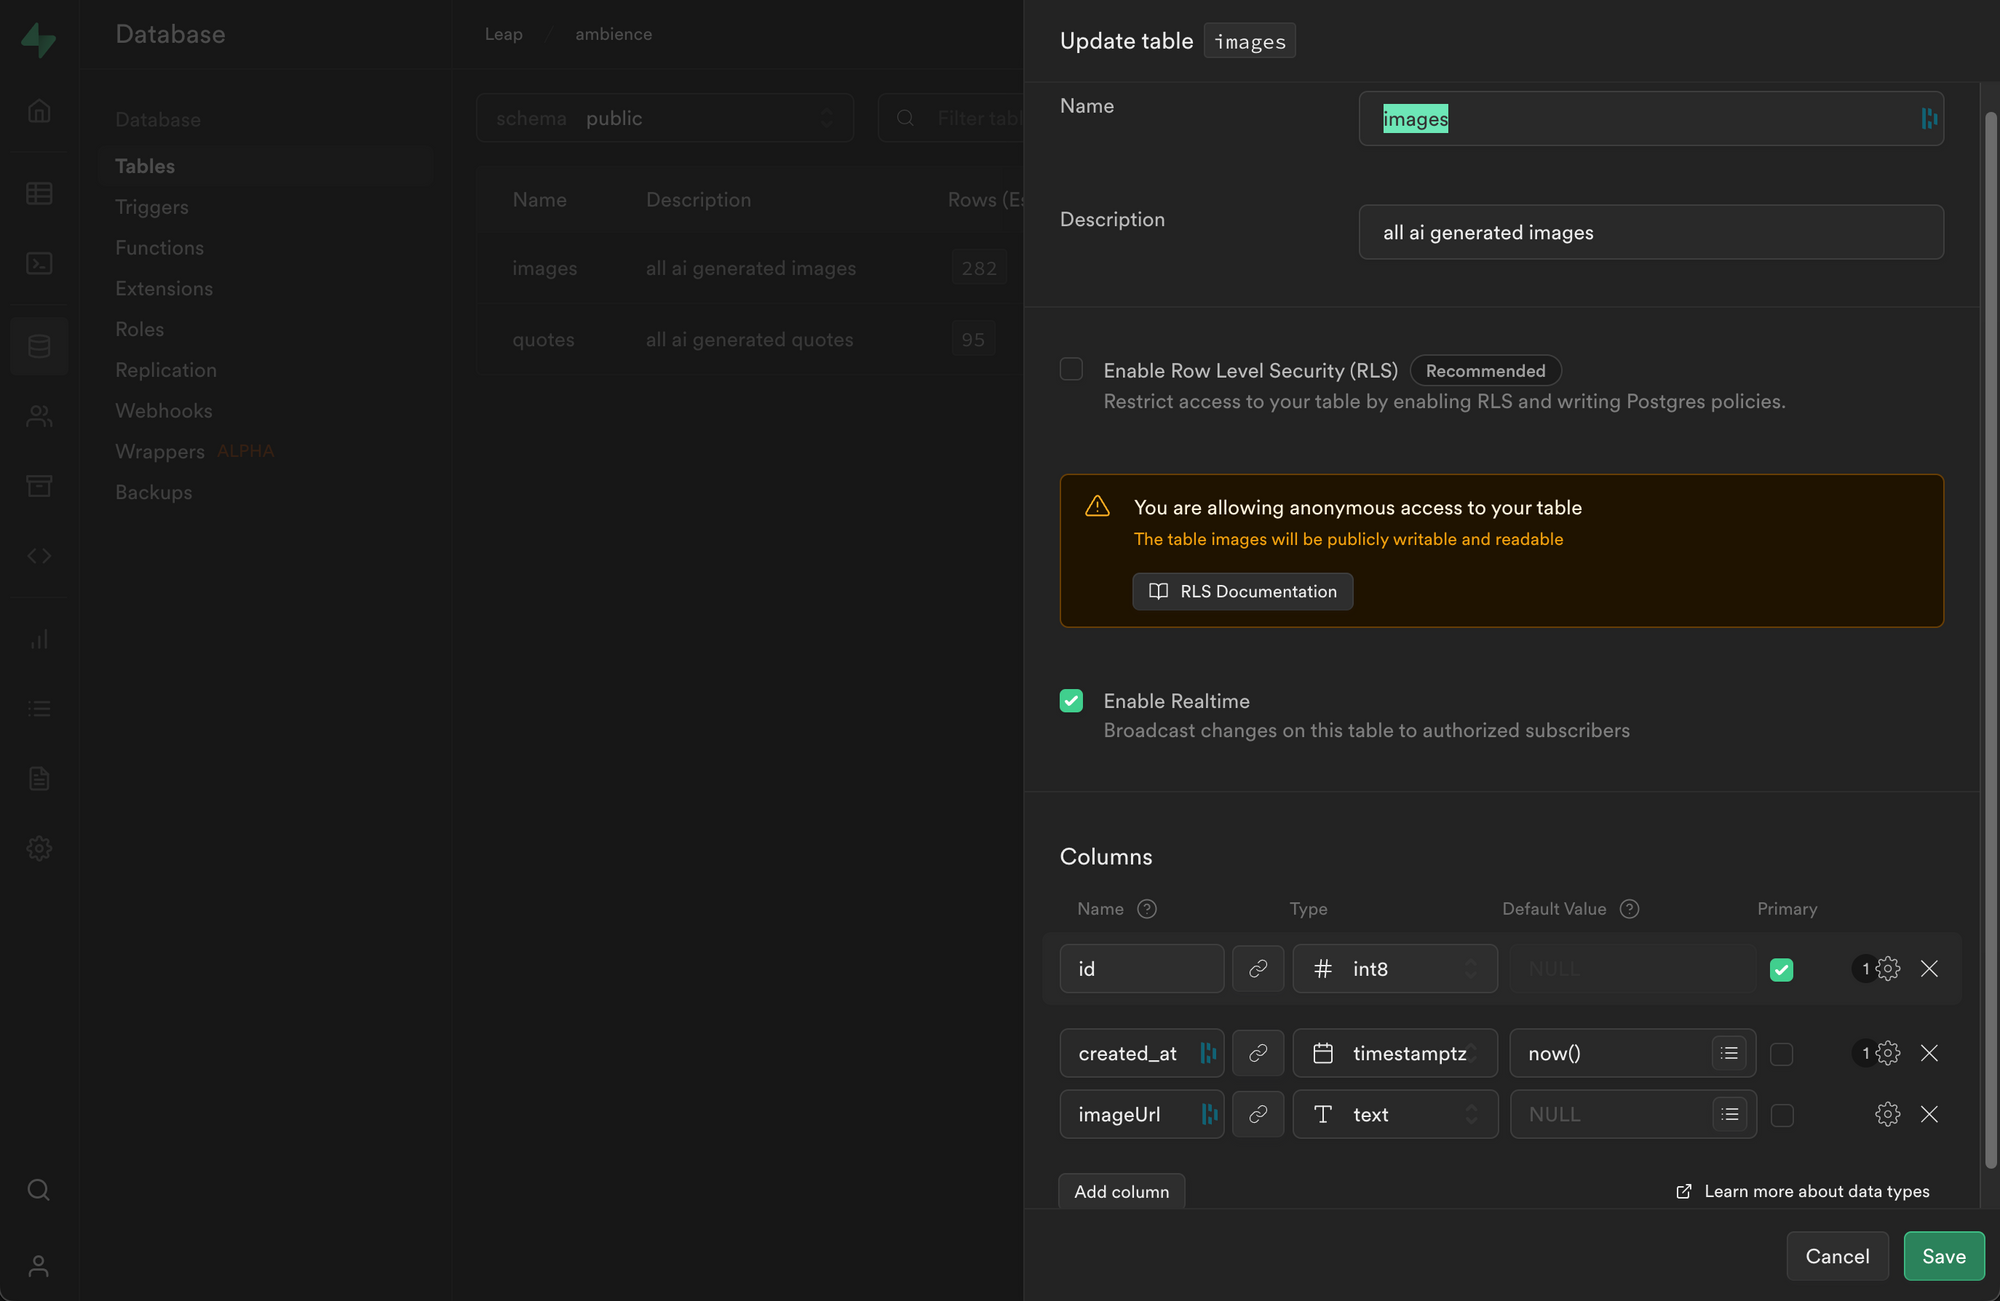 Database
Leap / ambience
Database
Tables
Triggers
Functions
Extensions
Roles
Replication
Webhooks
Wrappers ALPHA
Backups
schema public
Filter tabl
Name Description Rows (Es
images all ai generated images 282
quotes all ai generated quotes 95
Update table images
Name images
Description all ai generated images
Enable Row Level Security (RLS) Recommended
Restrict access to your table by enabling RLS and writing Postgres policies.
You are allowing anonymous access to your table
The table images will be publicly writable and readable
RLS Documentation
Enable Realtime
Broadcast changes on this table to authorized subscribers
Columns
Name Type Default Value Primary
id int8 NULL 1
created_at timestamptz now() 1
imageUrl text NULL
Add column Learn more about data types
Cancel Save